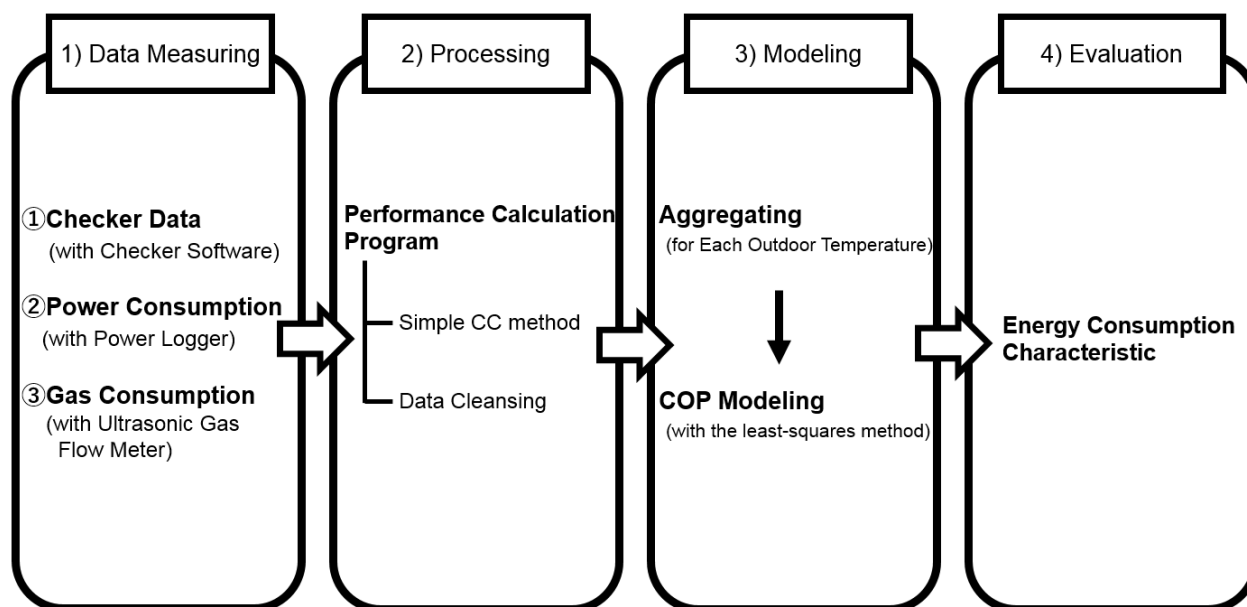 1) Data Measuring
①Checker Data
(with Checker Software)
②Power Consumption
(with Power Logger)
③Gas Consumption
(with Ultrasonic Gas
Flow Meter)
2) Processing
Performance Calculation
Program
Simple CC method
Data Cleansing
3) Modeling
Aggregating
(for Each Outdoor Temperature)
COP Modeling
(with the least-squares method)
4) Evaluation
Energy Consumption
Characteristic